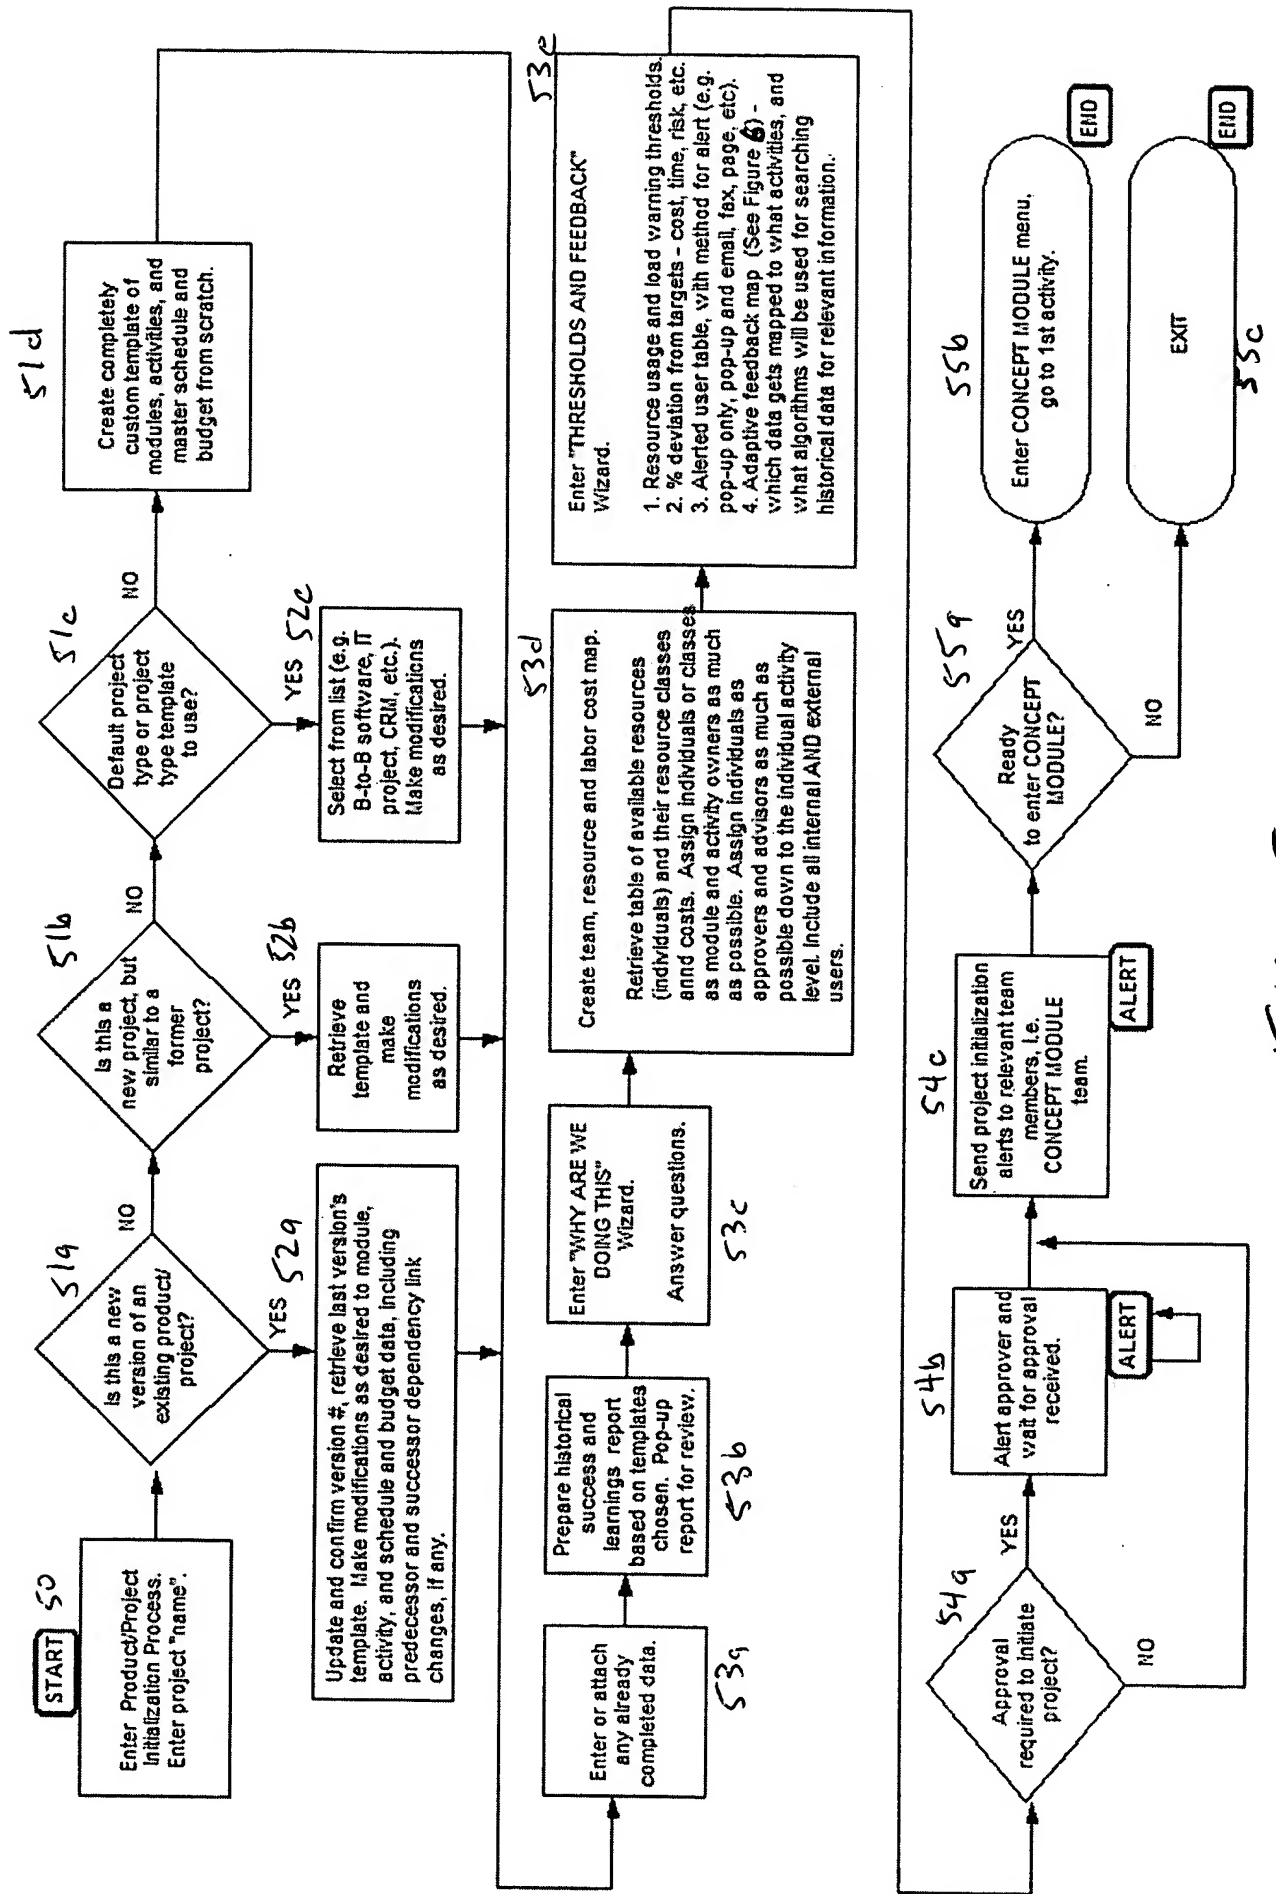 START
50
Enter Product/Project
Initialization Process.
Enter project "name".
51a
Is this a new
version of an
existing product/
project?
NO
YES
52a
Update and confirm version #, retrieve last version's
template. Make modifications as desired to module,
activity, and schedule and budget data, including
predecessor and successor dependency link
changes, if any.
51b
Is this a
new project, but
similar to a
former
project?
NO
YES
52b
Retrieve
template and
make
modifications
as desired.
51c
Default project
type or project
type template
to use?
NO
YES
52c
Select from list (e.g.
B-to-B software, IT
project, CRM, etc.).
Make modifications
as desired.
51d
Create completely
custom template of
modules, activities, and
master schedule and
budget from scratch.
Enter or attach
any already
completed data.
53a
Prepare historical
success and
learnings report
based on templates
chosen. Pop-up
report for review.
53b
Enter "WHY ARE WE
DOING THIS"
Wizard.
Answer questions.
53c
53d
Create team, resource and labor cost map.
Retrieve table of available resources
(individuals) and their resource classes
and costs. Assign individuals or classes
as module and activity owners as much
as possible. Assign individuals as
approvers and advisors as much as
possible down to the individual activity
level. Include all internal AND external
users.
53e
Enter "THRESHOLDS AND FEEDBACK"
Wizard.
1. Resource usage and load warning thresholds.
2. % deviation from targets - cost, time, risk, etc.
3. Alerted user table, with method for alert (e.g.
pop-up only, pop-up and email, fax, page, etc).
4. Adaptive feedback map (See Figure 6) -
which data gets mapped to what activities, and
what algorithms will be used for searching
historical data for relevant information.
54a
Approval
required to initiate
project?
YES
NO
54b
Alert approver and
wait for approval
received.
ALERT
54c
Send project initialization
alerts to relevant team
members, i.e.
CONCEPT MODULE
team.
ALERT
55a
Ready
to enter CONCEPT
MODULE?
YES
NO
55b
Enter CONCEPT MODULE menu,
go to 1st activity.
END
EXIT
END
55c